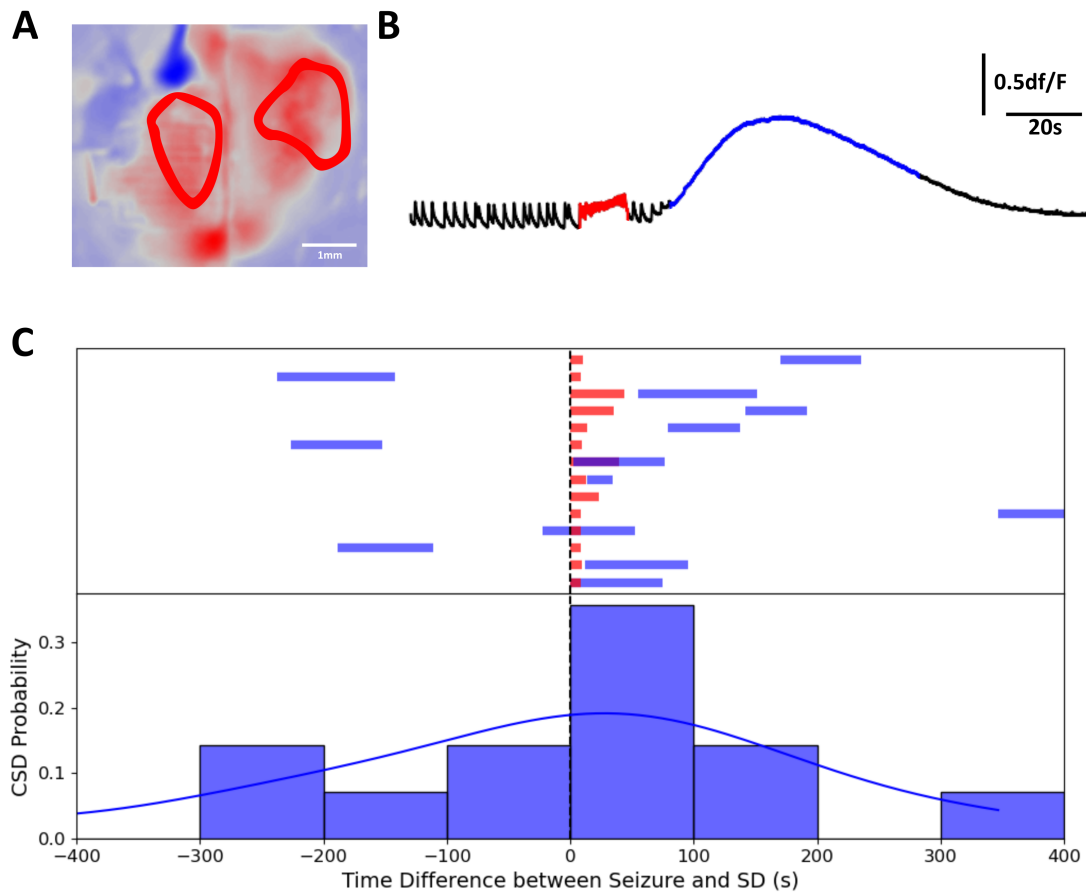 A
B
1mm
0.5df/F
20s
C
CSD Probability
0.3
0.2
0.1
0.0
−400
−300
−200
−100
0
100
200
300
400
Time Difference between Seizure and SD (s)